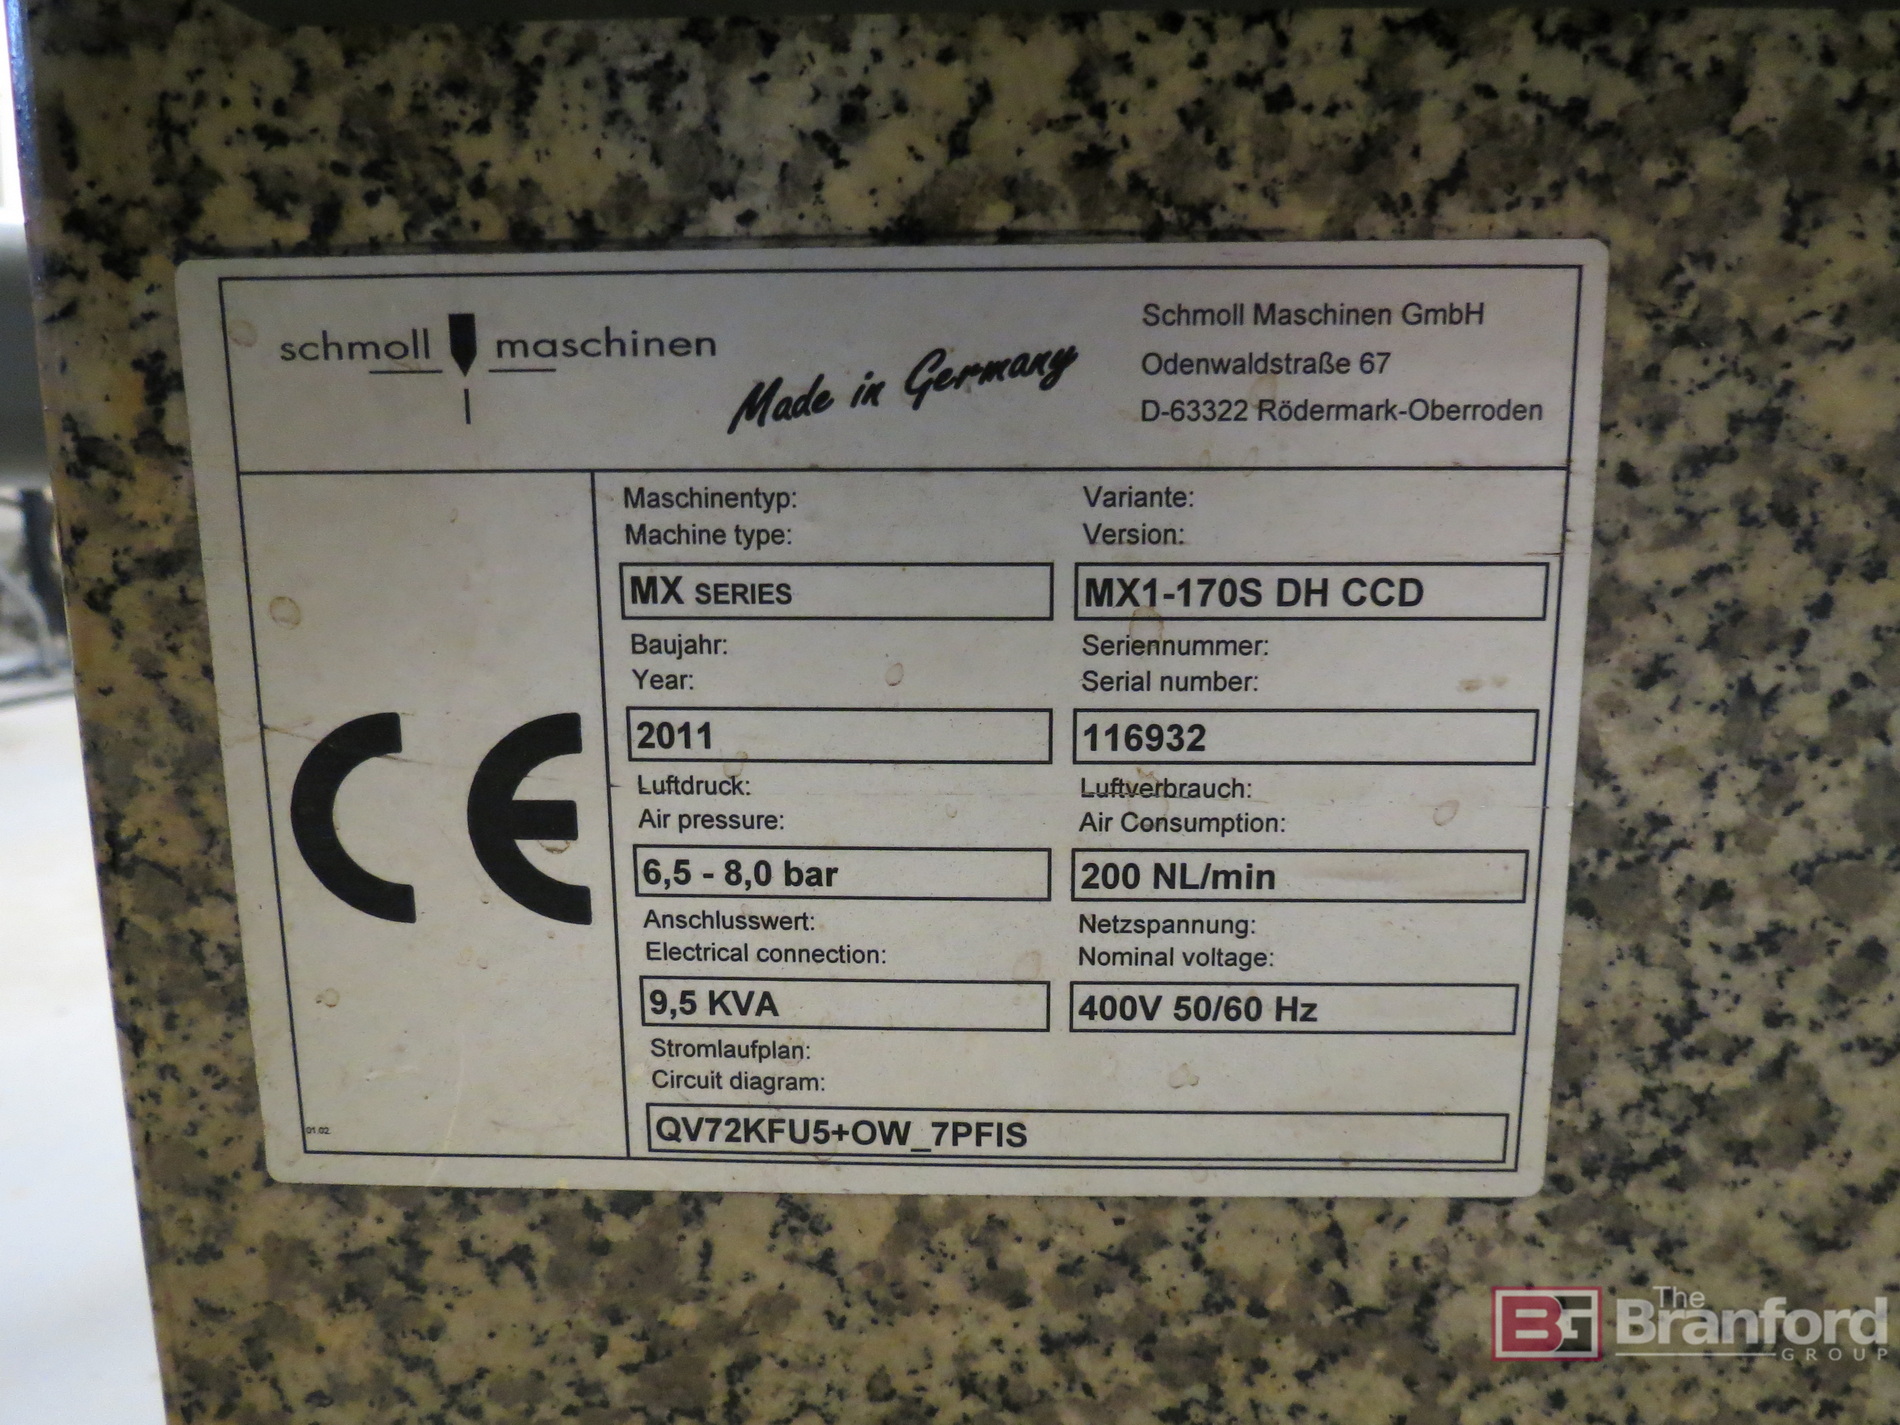 schmoll maschinen
Made in Germany
Schmoll Maschinen GmbH
Odenwaldstraße 67
D-63322 Rödermark-Oberroden
Maschinentyp:
Machine type:
MX SERIES
Variante:
Version:
MX1-170S DH CCD
Baujahr:
Year:
2011
Seriennummer:
Serial number:
116932
Luftdruck:
Air pressure:
6,5 - 8,0 bar
Luftverbrauch:
Air Consumption:
200 NL/min
Anschlusswert:
Electrical connection:
9,5 KVA
Netzspannung:
Nominal voltage:
400V 50/60 Hz
Stromlaufplan:
Circuit diagram:
QV72KFU5+OW_7PFIS
CE
01.02.
BG
The
Branford
GROUP